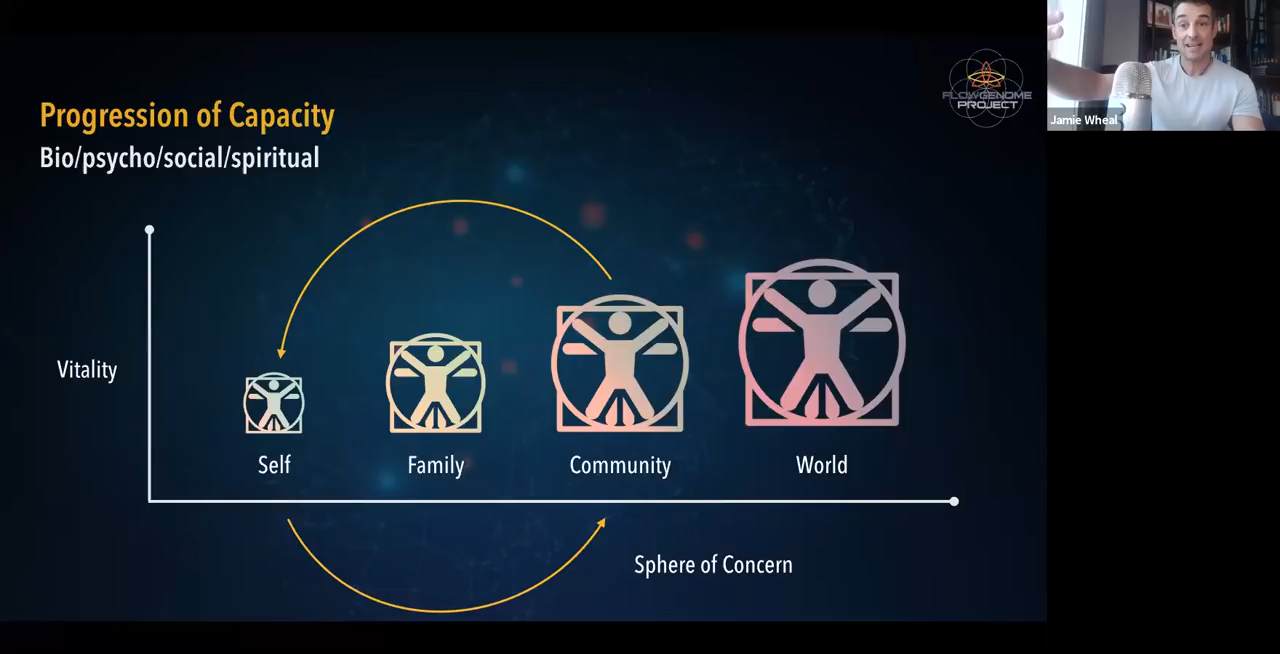 Progression of Capacity
Bio/psycho/social/spiritual
FLOWGENOME
PROJECT
Jamie Wheal
Vitality
Self
Family
Community
World
Sphere of Concern